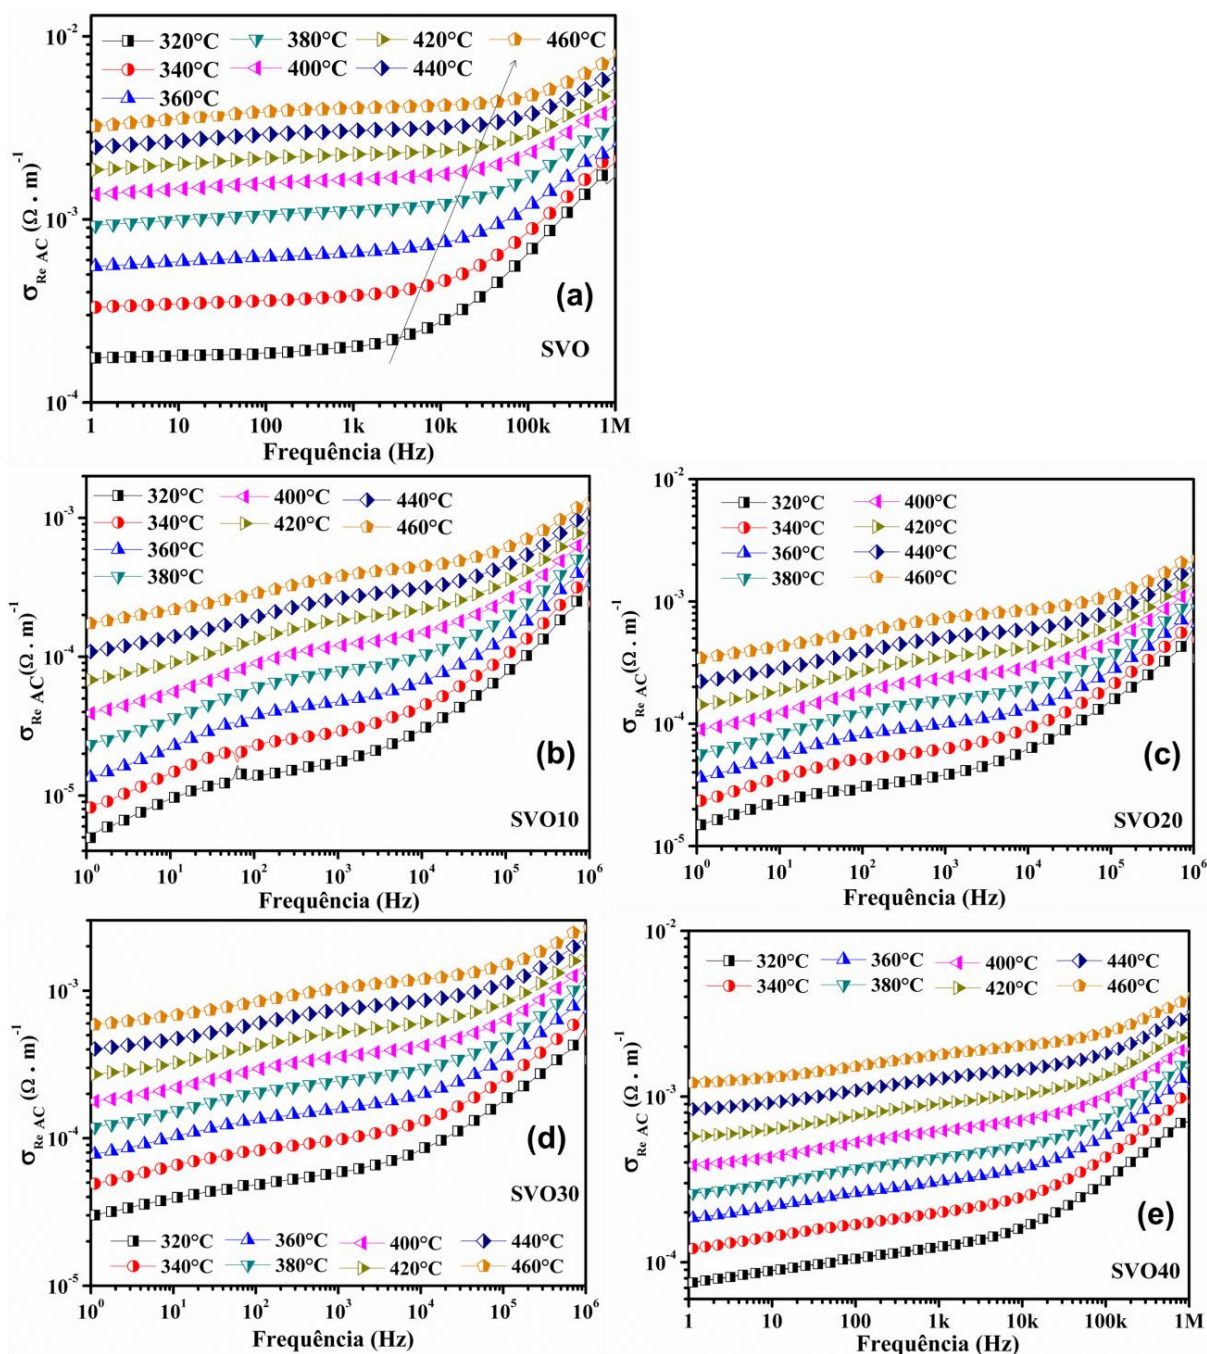 10⁻²
320°C 380°C 420°C 460°C
340°C 400°C 440°C
360°C
10⁻³
10⁻⁴
σRe AC (Ω . m)⁻¹
(a)
SVO
1 10 100 1k 10k 100k 1M
Frequência (Hz)
320°C 400°C 440°C
340°C 420°C 460°C
360°C
380°C
10⁻³
10⁻⁴
10⁻⁵
σRe AC(Ω . m)⁻¹
(b)
SVO10
10⁰ 10¹ 10² 10³ 10⁴ 10⁵ 10⁶
Frequência (Hz)
10⁻²
320°C 400°C
340°C 420°C
360°C 440°C
380°C 460°C
10⁻³
10⁻⁴
10⁻⁵
σRe AC(Ω . m)⁻¹
(c)
SVO20
10⁰ 10¹ 10² 10³ 10⁴ 10⁵ 10⁶
Frequência (Hz)
10⁻³
10⁻⁴
10⁻⁵
σRe AC (Ω . m)⁻¹
(d)
SVO30
320°C 360°C 400°C 440°C
340°C 380°C 420°C 460°C
10⁰ 10¹ 10² 10³ 10⁴ 10⁵ 10⁶
Frequência (Hz)
10⁻²
320°C 360°C 400°C 440°C
340°C 380°C 420°C 460°C
10⁻³
10⁻⁴
σRe AC (Ω . m)⁻¹
(e)
SVO40
1 10 100 1k 10k 100k 1M
Frequência (Hz)